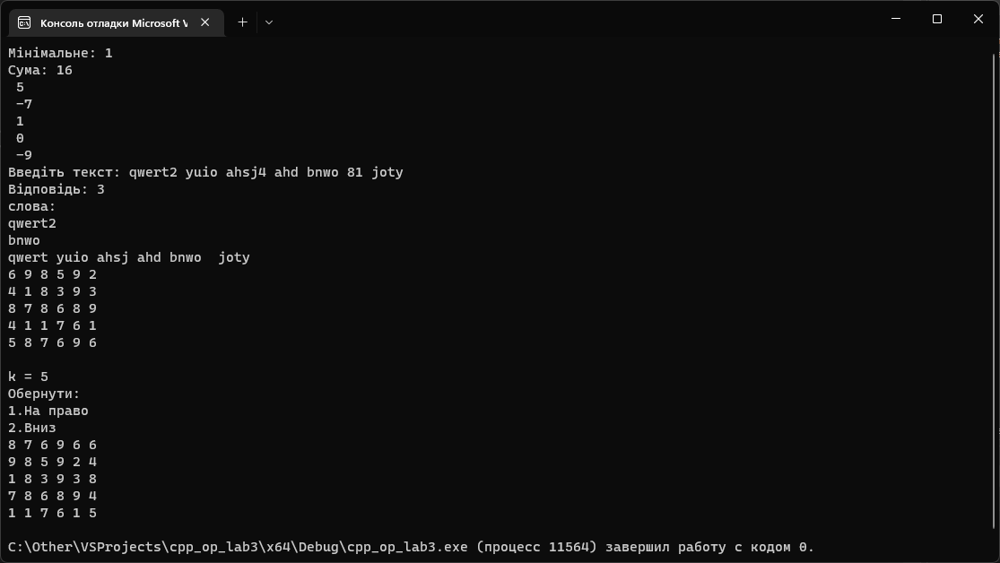 Консоль отладки Microsoft V
Мінімальне: 1
Сума: 16
5
-7
1
0
-9
Введіть текст: qwert2 yuio ahsj4 ahd bnwo 81 joty
Відповідь: 3
слова:
qwert2
bnwo
qwert yuio ahsj ahd bnwo  joty
6 9 8 5 9 2
4 1 8 3 9 3
8 7 8 6 8 9
4 1 1 7 6 1
5 8 7 6 9 6
k = 5
Обернути:
1.На право
2.Вниз
8 7 6 9 6 6
9 8 5 9 2 4
1 8 3 9 3 8
7 8 6 8 9 4
1 1 7 6 1 5
C:\Other\VSProjects\cpp_op_lab3\x64\Debug\cpp_op_lab3.exe (процесс 11564) завершил работу с кодом 0.